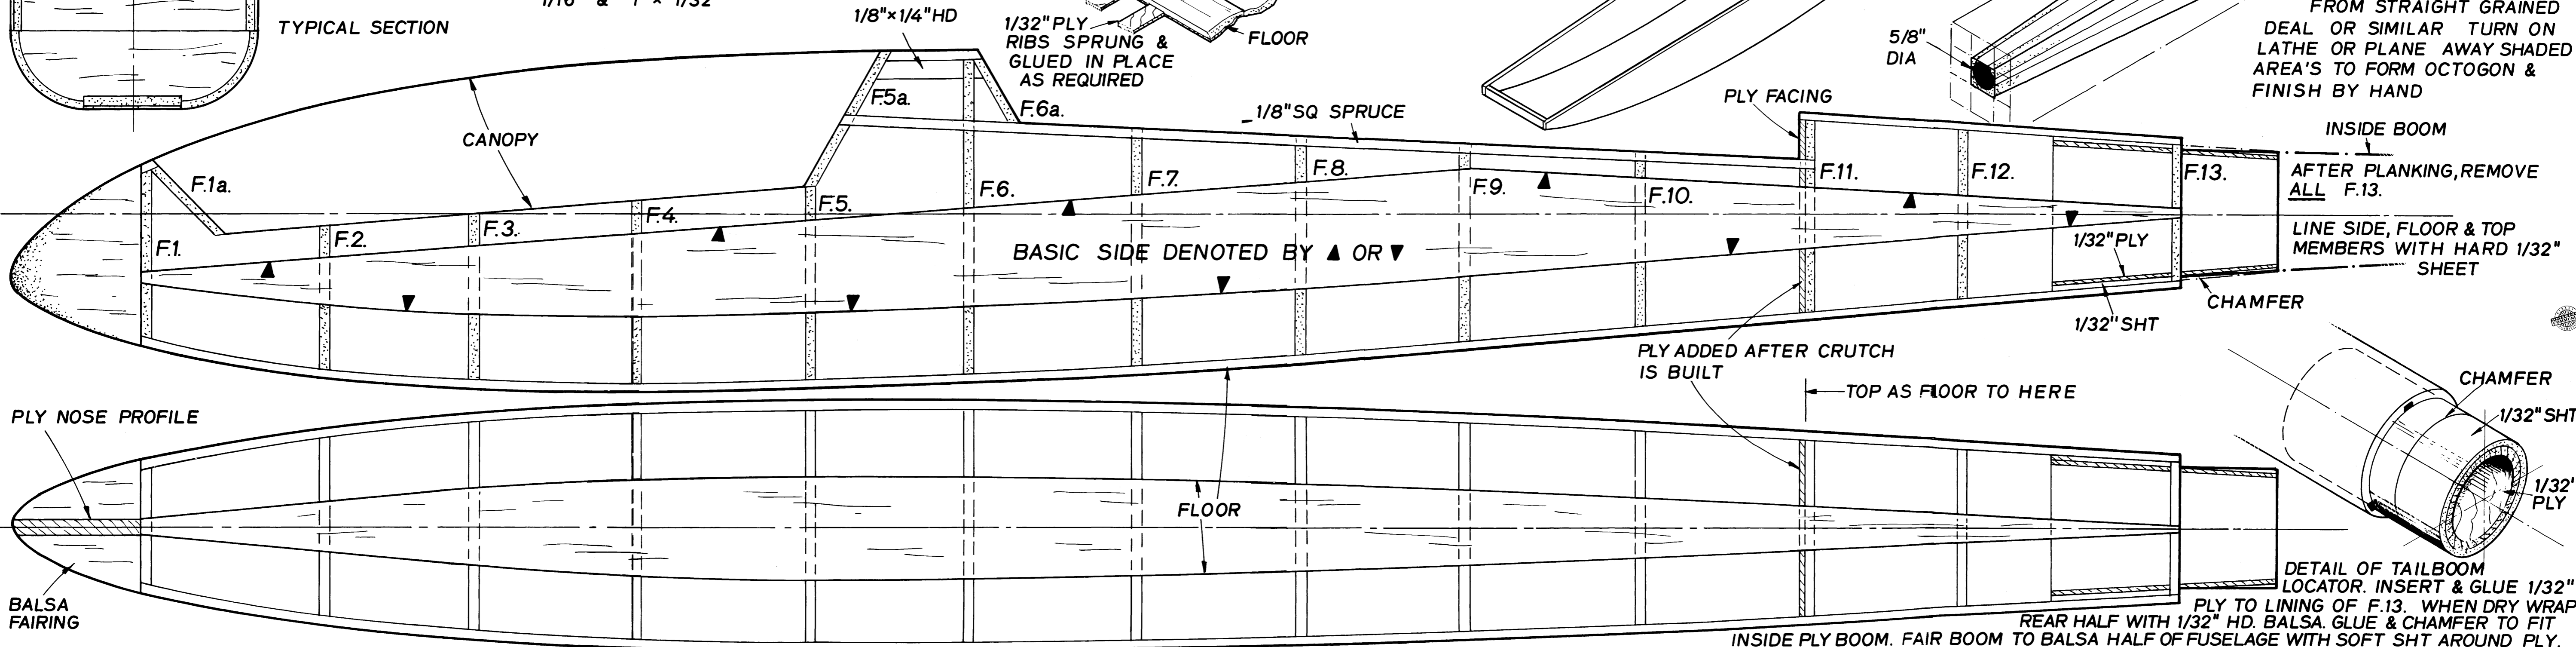 1/16" & 1" × 1/32"
TYPICAL SECTION
1/8"×1/4"HD
1/32" PLY
RIBS SPRUNG &
GLUED IN PLACE
AS REQUIRED
FLOOR
5/8"
DIA
FROM STRAIGHT GRAINED
DEAL OR SIMILAR TURN ON
LATHE OR PLANE AWAY SHADED
AREA'S TO FORM OCTOGON &
FINISH BY HAND
CANOPY
F.5a.
F.6a.
1/8"SQ SPRUCE
PLY FACING
INSIDE BOOM
AFTER PLANKING, REMOVE
ALL F.13.
LINE SIDE, FLOOR & TOP
MEMBERS WITH HARD 1/32"
SHEET
F.1a.
F.1.
F.2.
F.3.
F.4.
F.5.
F.6.
F.7.
F.8.
F.9.
F.10.
F.11.
F.12.
F.13.
BASIC SIDE DENOTED BY ▲ OR ▼
1/32" PLY
1/32" SHT
CHAMFER
PLY ADDED AFTER CRUTCH
IS BUILT
TOP AS FLOOR TO HERE
PLY NOSE PROFILE
FLOOR
BALSA
FAIRING
CHAMFER
1/32" SHT
1/32"
PLY
DETAIL OF TAILBOOM
LOCATOR. INSERT & GLUE 1/32"
PLY TO LINING OF F.13. WHEN DRY WRAP
REAR HALF WITH 1/32" HD. BALSA. GLUE & CHAMFER TO FIT
INSIDE PLY BOOM. FAIR BOOM TO BALSA HALF OF FUSELAGE WITH SOFT SHT AROUND PLY.